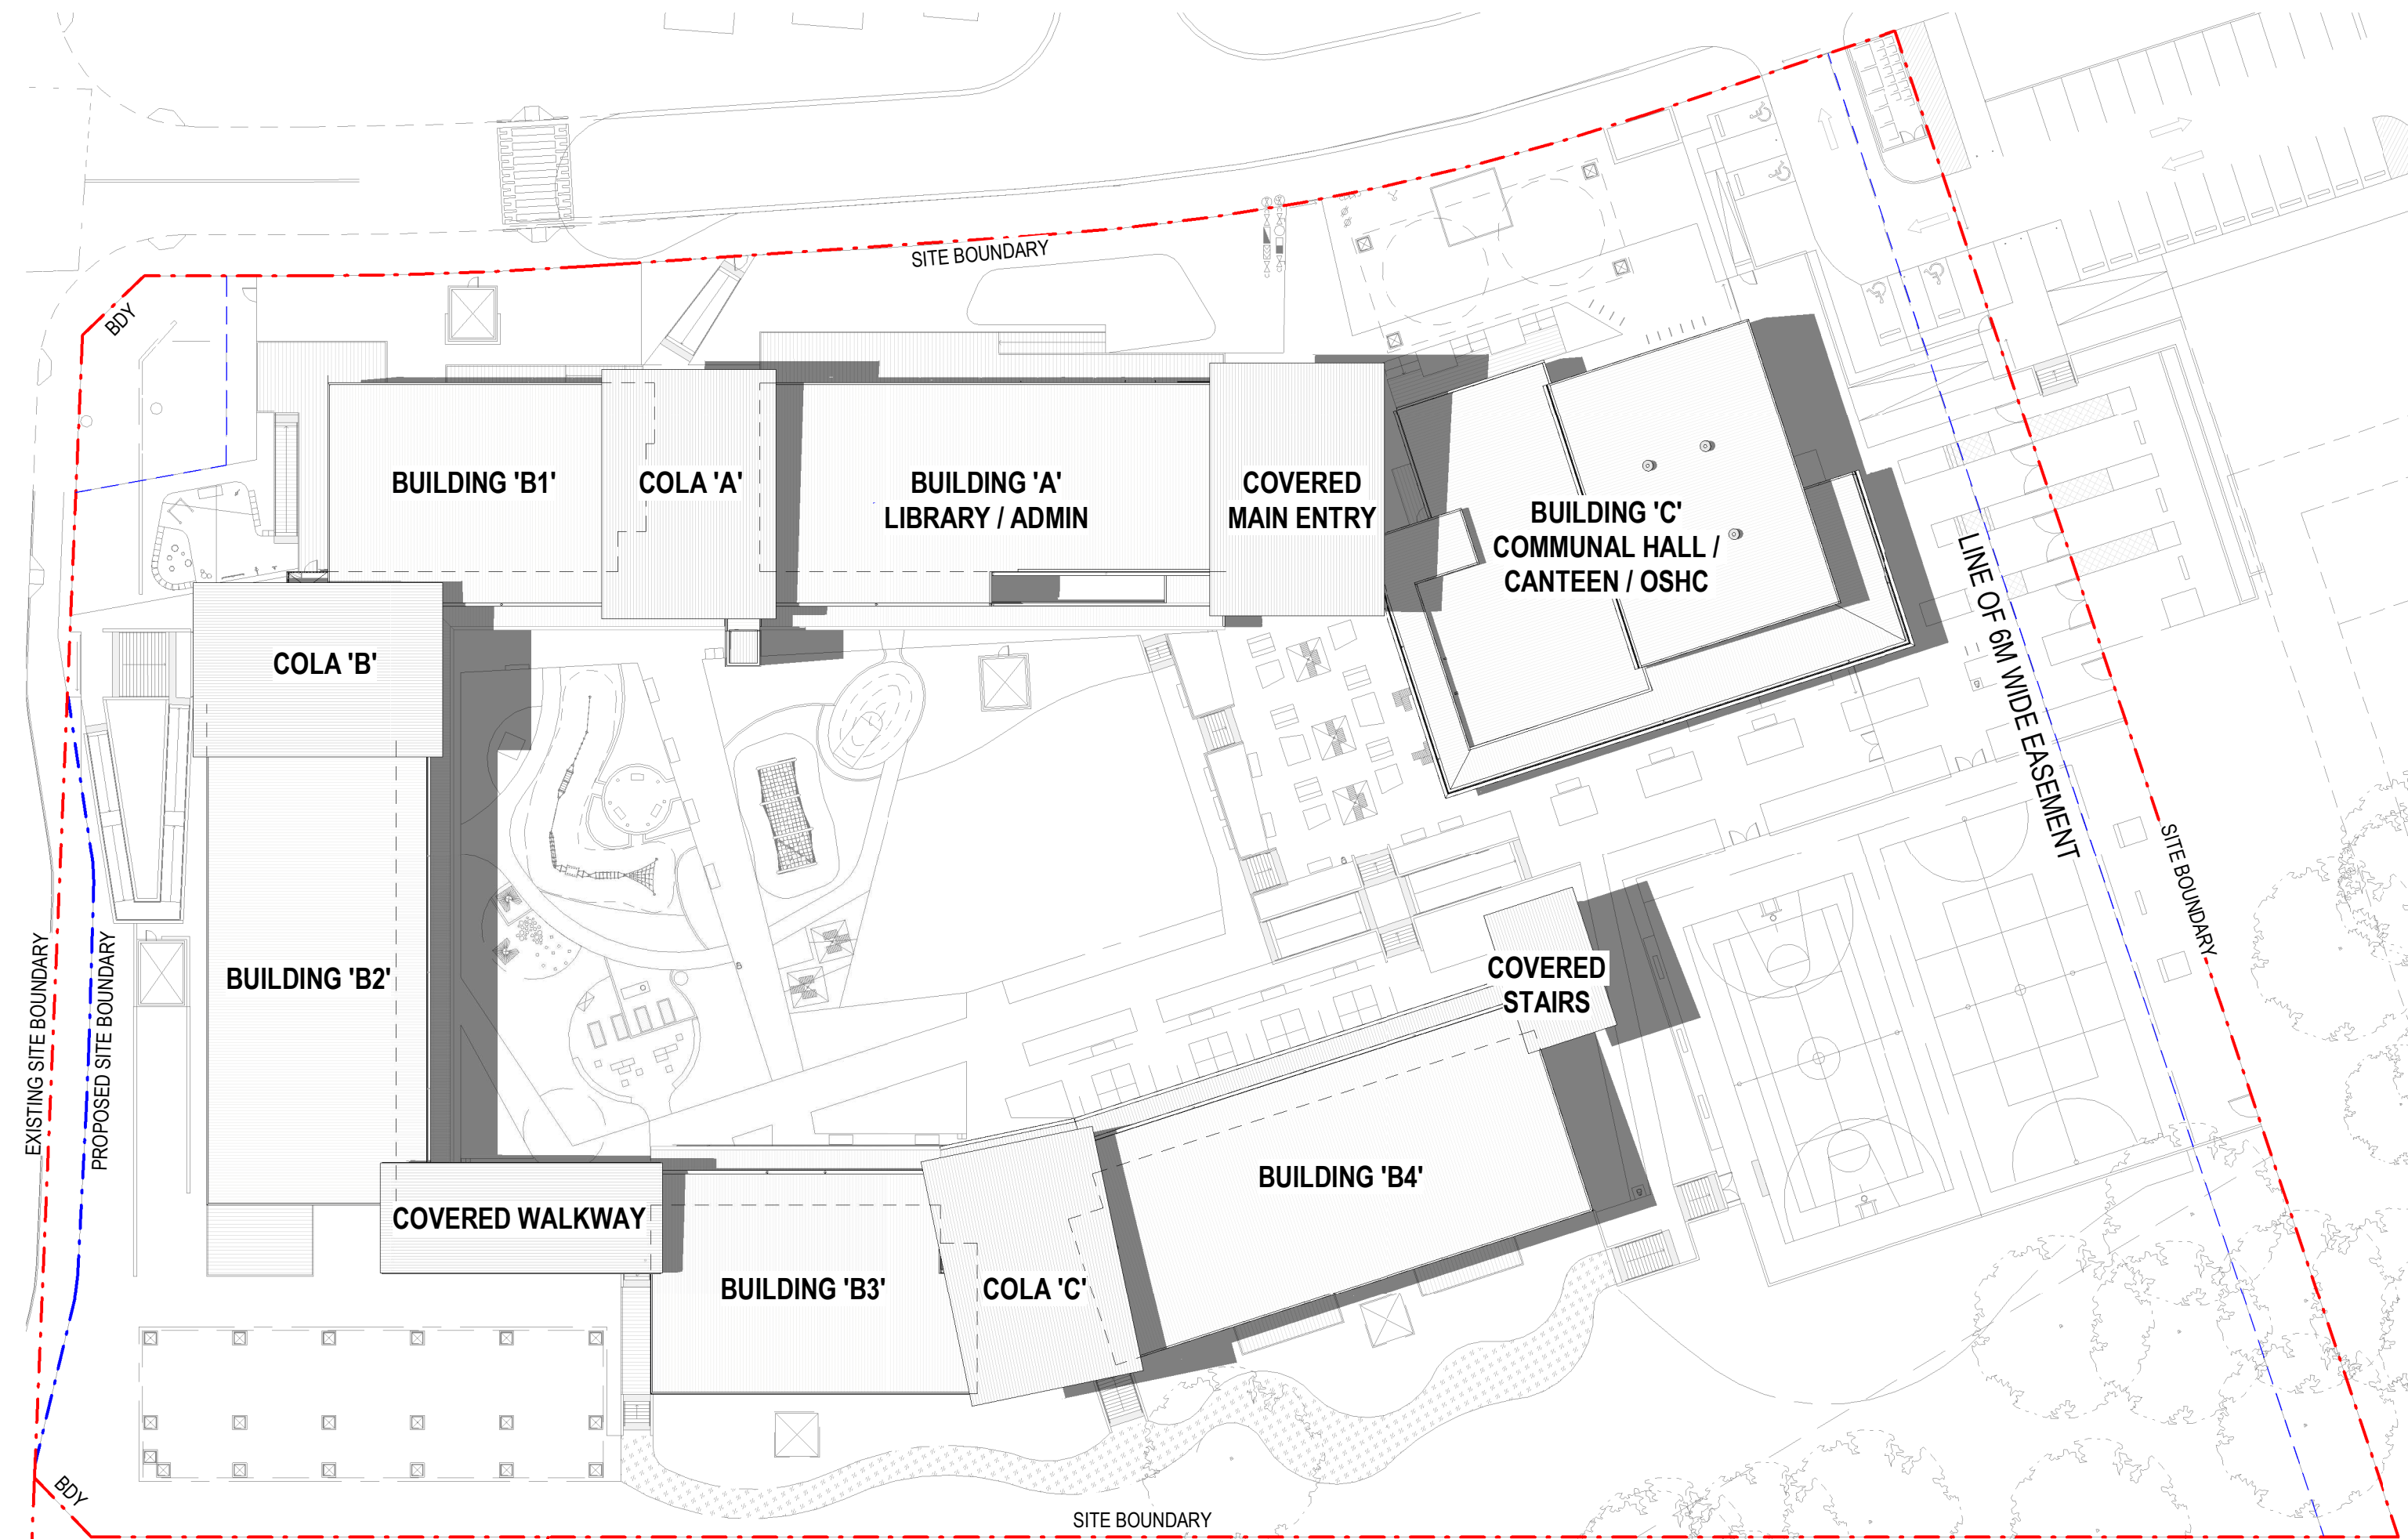 SITE BOUNDARY
BDY
BUILDING 'B1'
COLA 'A'
BUILDING 'A'
LIBRARY / ADMIN
COVERED
MAIN ENTRY
BUILDING 'C'
COMMUNAL HALL /
CANTEEN / OSHC
LINE OF 6M WIDE EASEMENT
COLA 'B'
SITE BOUNDARY
EXISTING SITE BOUNDARY
PROPOSED SITE BOUNDARY
BUILDING 'B2'
COVERED
STAIRS
BUILDING 'B4'
COVERED WALKWAY
BUILDING 'B3'
COLA 'C'
BDY
SITE BOUNDARY